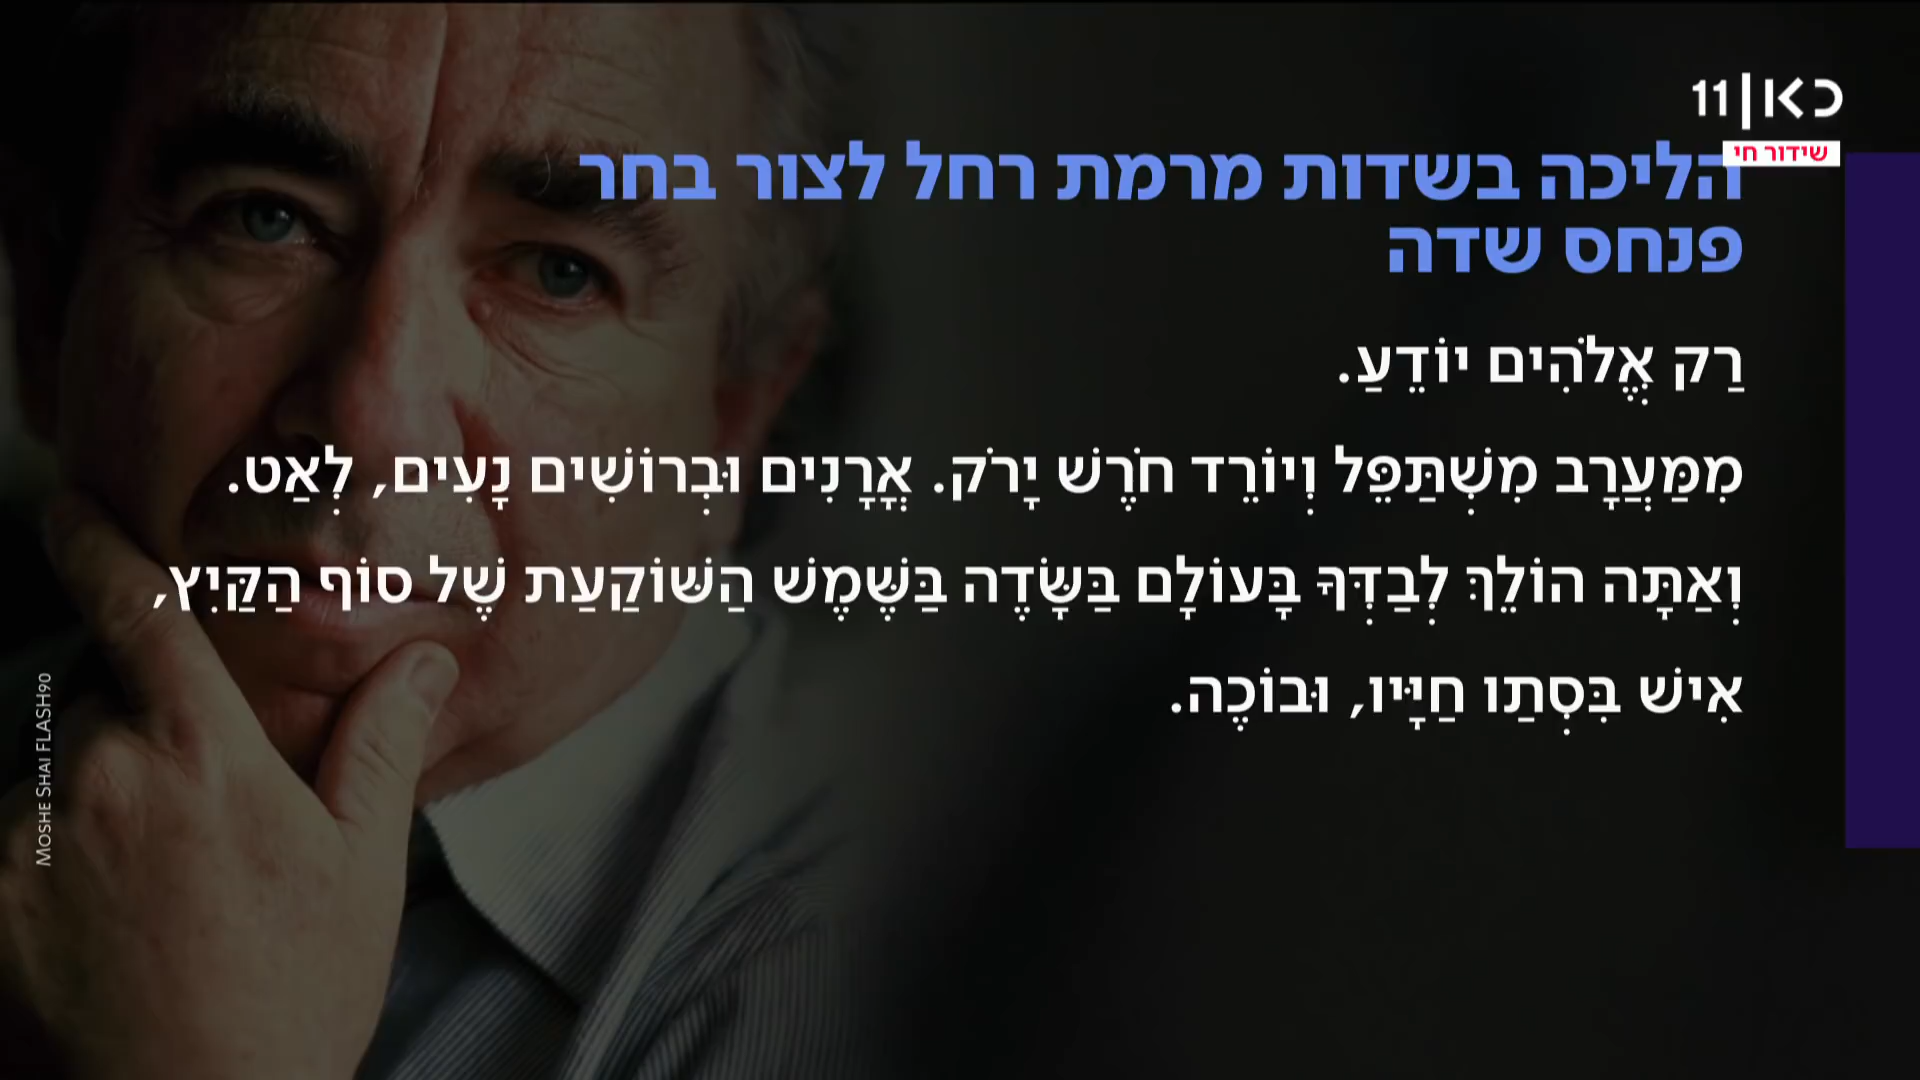 כאן 11
שידור חי
הליכה בשדות מרמת רחל לצור בחר
פנחס שדה
רַק אֱלֹהִים יוֹדֵעַ.
מִמַּעֲרָב מִשְׁתַּפֵּל וְיוֹרֵד חֹרֶשׁ יָרֹק. אֳרָנִים וּבְרוֹשִׁים נָעִים, לְאַט.
וְאַתָּה הוֹלֵךְ לְבַדְּךָ בָּעוֹלָם בַּשָּׂדֶה בַּשֶּׁמֶשׁ הַשּׁוֹקַעַת שֶׁל סוֹף הַקַּיִץ,
אִישׁ בִּסְתַו חַיָּיו, וּבוֹכֶה.
MOSHE SHAI FLASH90